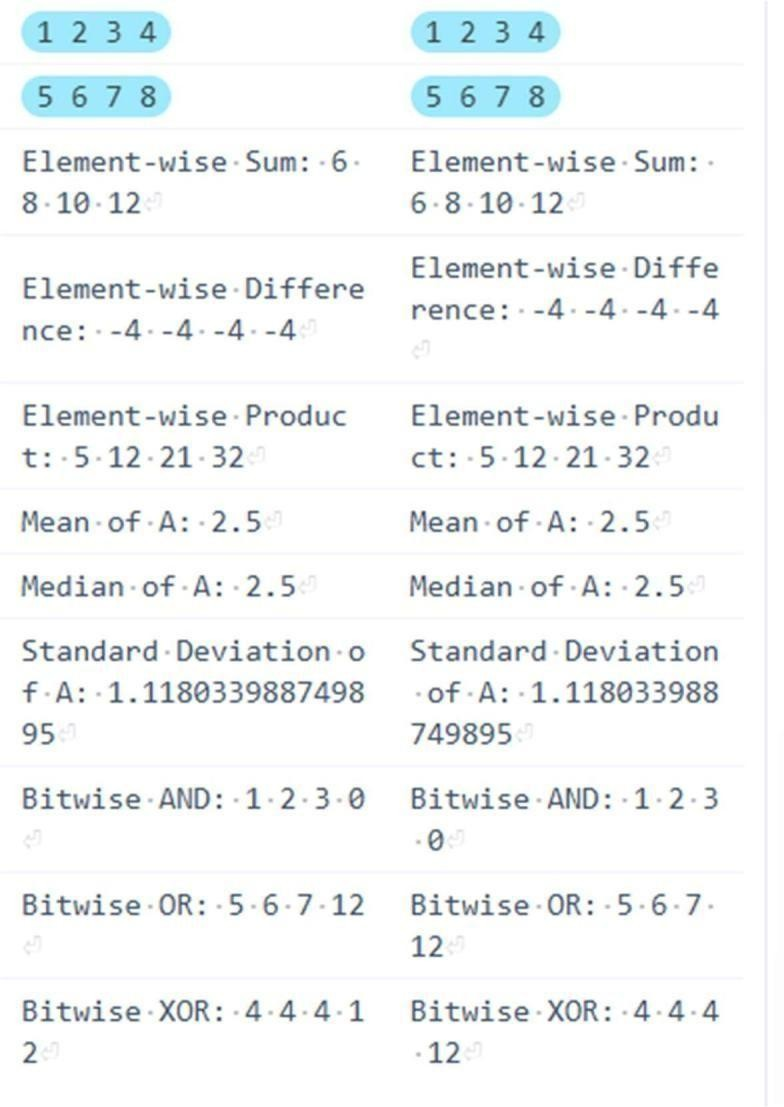 1 2 3 4
1 2 3 4
5 6 7 8
5 6 7 8
Element-wise·Sum:·6·
8·10·12⏎
Element-wise·Sum:·
6·8·10·12⏎
Element-wise·Differe
nce:·-4·-4·-4·-4⏎
Element-wise·Diffe
rence:·-4·-4·-4·-4
⏎
Element-wise·Produc
t:·5·12·21·32⏎
Element-wise·Produ
ct:·5·12·21·32⏎
Mean·of·A:·2.5⏎
Mean·of·A:·2.5⏎
Median·of·A:·2.5⏎
Median·of·A:·2.5⏎
Standard·Deviation·o
f·A:·1.1180339887498
95⏎
Standard·Deviation
·of·A:·1.118033988
749895⏎
Bitwise·AND:·1·2·3·0
⏎
Bitwise·AND:·1·2·3
·0⏎
Bitwise·OR:·5·6·7·12
⏎
Bitwise·OR:·5·6·7·
12⏎
Bitwise·XOR:·4·4·4·1
2⏎
Bitwise·XOR:·4·4·4
·12⏎